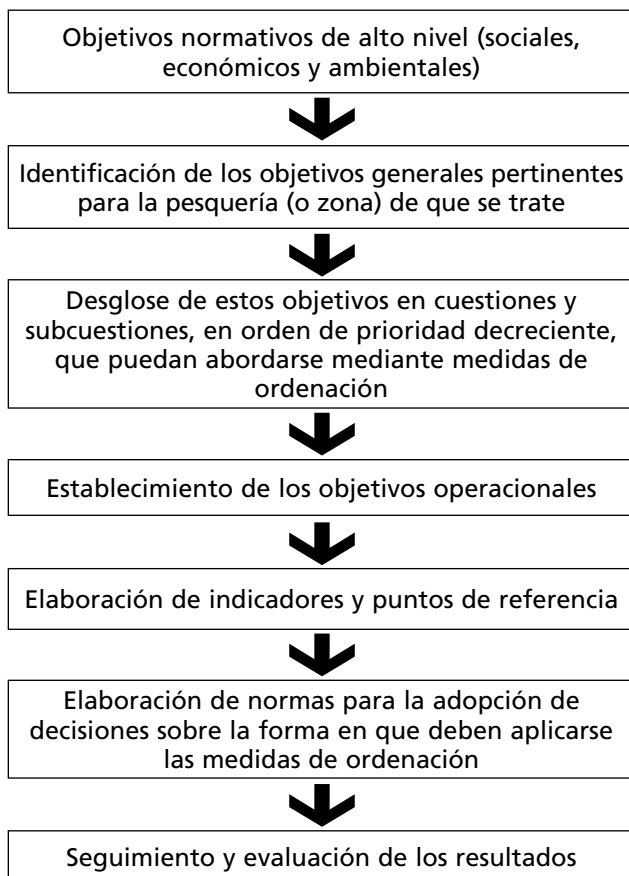 Objetivos normativos de alto nivel (sociales,
económicos y ambientales)
Identificación de los objetivos generales pertinentes
para la pesquería (o zona) de que se trate
Desglose de estos objetivos en cuestiones y
subcuestiones, en orden de prioridad decreciente,
que puedan abordarse mediante medidas de
ordenación
Establecimiento de los objetivos operacionales
Elaboración de indicadores y puntos de referencia
Elaboración de normas para la adopción de
decisiones sobre la forma en que deben aplicarse
las medidas de ordenación
Seguimiento y evaluación de los resultados